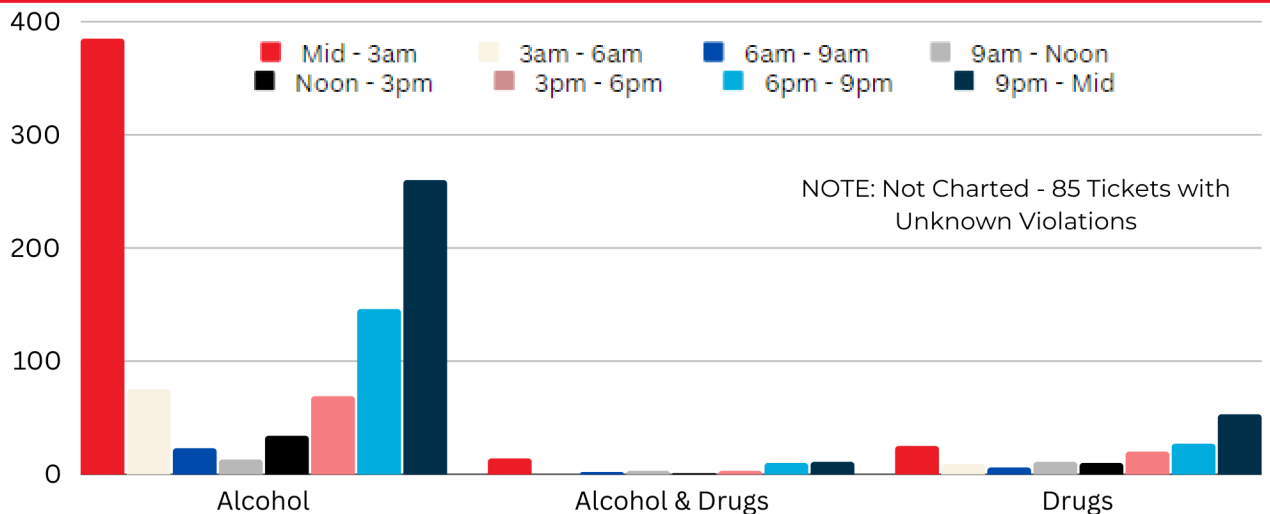 400
Mid - 3am 3am - 6am 6am - 9am 9am - Noon
Noon - 3pm 3pm - 6pm 6pm - 9pm 9pm - Mid
300
NOTE: Not Charted - 85 Tickets with
Unknown Violations
200
100
0
Alcohol Alcohol & Drugs Drugs